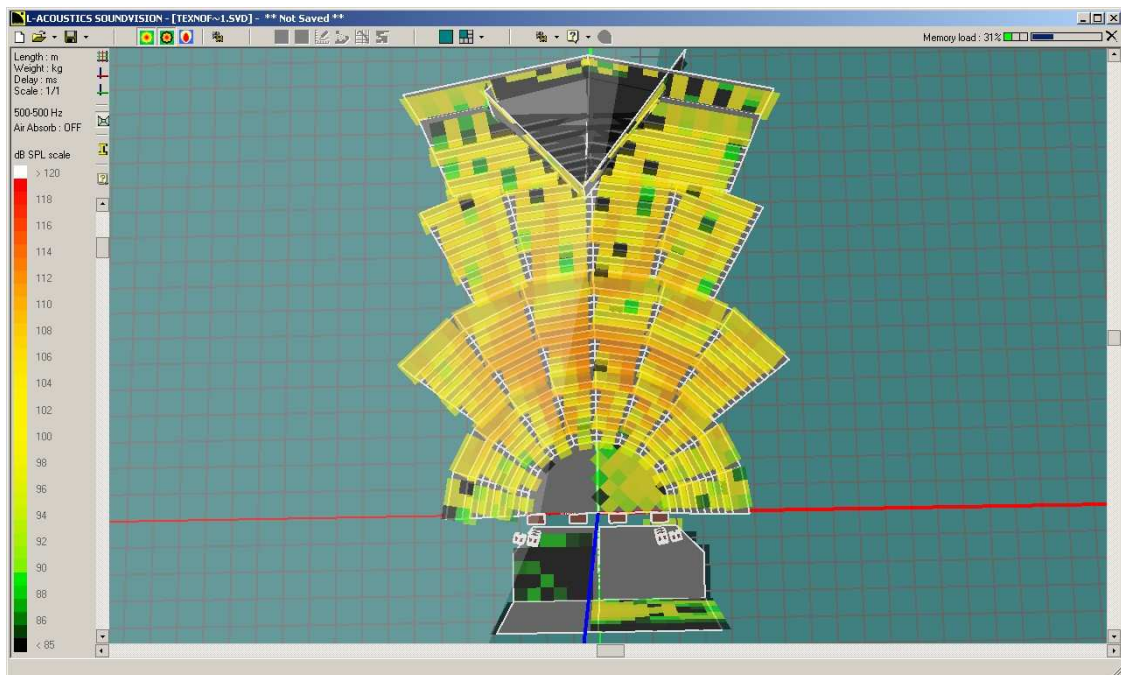 L-ACOUSTICS SOUNDVISION - [TEXNOF~1.SVD] - ** Not Saved **
Memory load : 31%
Length : m
Weight : kg
Delay : ms
Scale : 1/1
500-500 Hz
Air Absorb : OFF
dB SPL scale
> 120
118
116
114
112
110
108
106
104
102
100
98
96
94
92
90
88
86
< 85